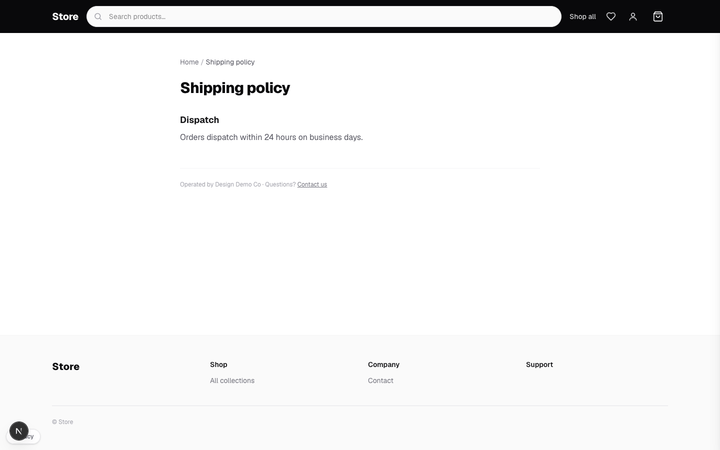 Store
Search products...
Shop all
Home / Shipping policy
Shipping policy
Dispatch
Orders dispatch within 24 hours on business days.
Operated by Design Demo Co · Questions? Contact us
Store
Shop
All collections
Company
Contact
Support
© Store
N